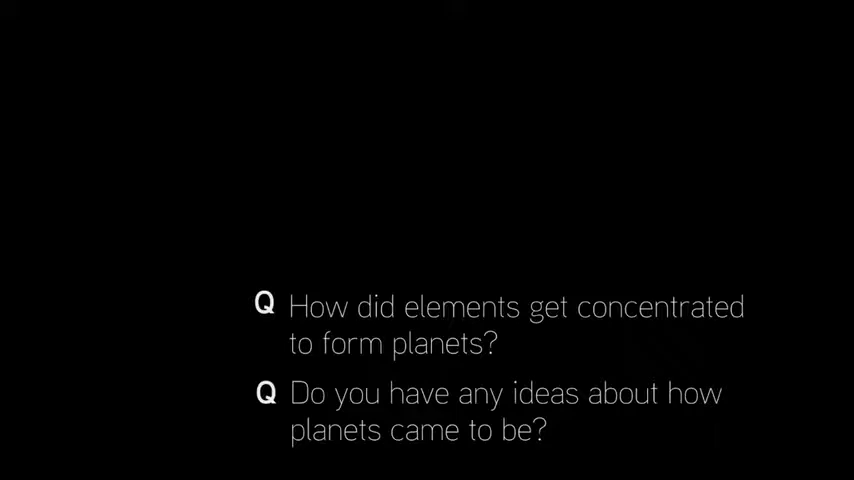 Q How did elements get concentrated
to form planets?
Q Do you have any ideas about how
planets came to be?